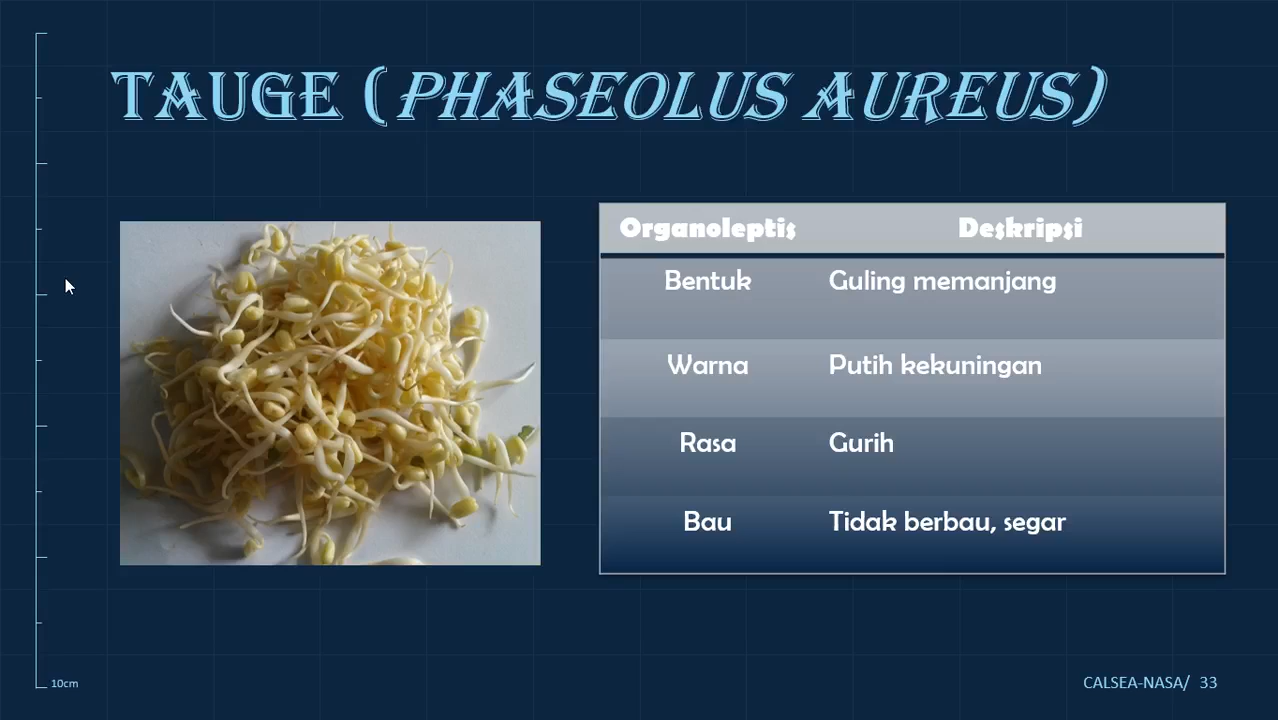 TAUGE (PHASEOLUS AUREUS)
Organoleptis Deskripsi
Bentuk Guling memanjang
Warna Putih kekuningan
Rasa Gurih
Bau Tidak berbau, segar
10cm
CALSEA-NASA/ 33